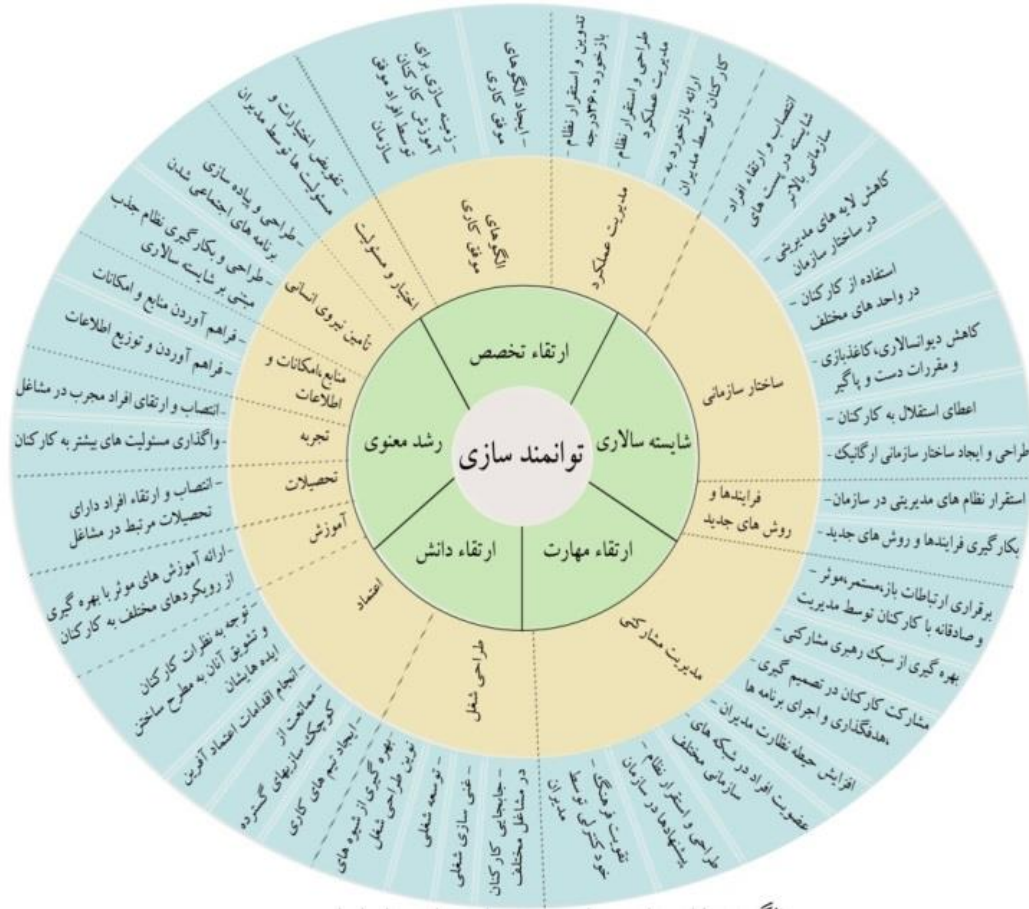 توانمند سازی
ارتقاء تخصص
شایسته سالاری
ارتقاء مهارت
ارتقاء دانش
رشد معنوی
مدیریت عملکرد
ساختار سازمانی
فرایندها و
روش های جدید
مدیریت مشارکتی
طراحی شغل
اعتماد
آموزش
تحصیلات
تجربه
منابع،امکانات و
اطلاعات
تأمین نیروی انسانی
اختیار و مسئولیت
الگوهای
موفق کاری
تدوین و استقرار نظام
بازخورد ۳۶۰درجه
طراحی و استقرار نظام
مدیریت عملکرد
ارائه بازخورد به -
کارکنان توسط مدیران
انتصاب و ارتقاء افراد -
شایسته در پست های
سازمانی بالاتر
کاهش لایه های مدیریتی -
در ساختار سازمان
استفاده از کارکنان -
در واحد های مختلف
کاهش دیوانسالاری،کاغذبازی -
و مقررات دست و پاگیر
اعطای استقلال به کارکنان -
طراحی و ایجاد ساختار سازمانی ارگانیک -
استقرار نظام های مدیریتی در سازمان -
بکارگیری فرایندها و روش های جدید -
برقراری ارتباطات باز،مستمر،موثر -
و صادقانه با کارکنان توسط مدیریت
بهره گیری از سبک رهبری مشارکتی -
مشارکت کارکنان در تصمیم گیری -
،هدفگذاری و اجرای برنامه ها
افزایش حیطه نظارت مدیران -
عضویت افراد در شبکه های -
سازمانی مختلف
طراحی و استقرار نظام -
پیشنهادها در سازمان
تقویت فرهنگ -
خود کنترلی توسط
مدیران
- جابجایی کارکنان
در مشاغل مختلف
- غنی سازی شغلی
- توسعه شغلی
بهره گیری از شیوه های
نوین طراحی شغل
- ایجاد تیم های کاری
- ممانعت از
کوچک سازیهای گسترده
- انجام اقدامات اعتماد آفرین
- توجه به نظرات کارکنان
و تشویق آنان به مطرح ساختن
ایده هایشان
- ارائه آموزش های موثر با بهره گیری
از رویکردهای مختلف به کارکنان
- انتصاب و ارتقاء افراد دارای
تحصیلات مرتبط در مشاغل
- واگذاری مسئولیت های بیشتر به کارکنان
- انتصاب و ارتقای افراد مجرب در مشاغل
- فراهم آوردن و توزیع اطلاعات
- فراهم آوردن منابع و امکانات
- طراحی و بکارگیری نظام جذب
مبتنی بر شایسته سالاری
- طراحی و پیاده سازی
برنامه های اجتماعی شدن
- تفویض اختیارات و
مسئولیت ها توسط مدیران
- زمینه سازی برای
آموزش کارکنان
توسط افراد موفق
سازمان
- ایجاد الگوهای
موفق کاری